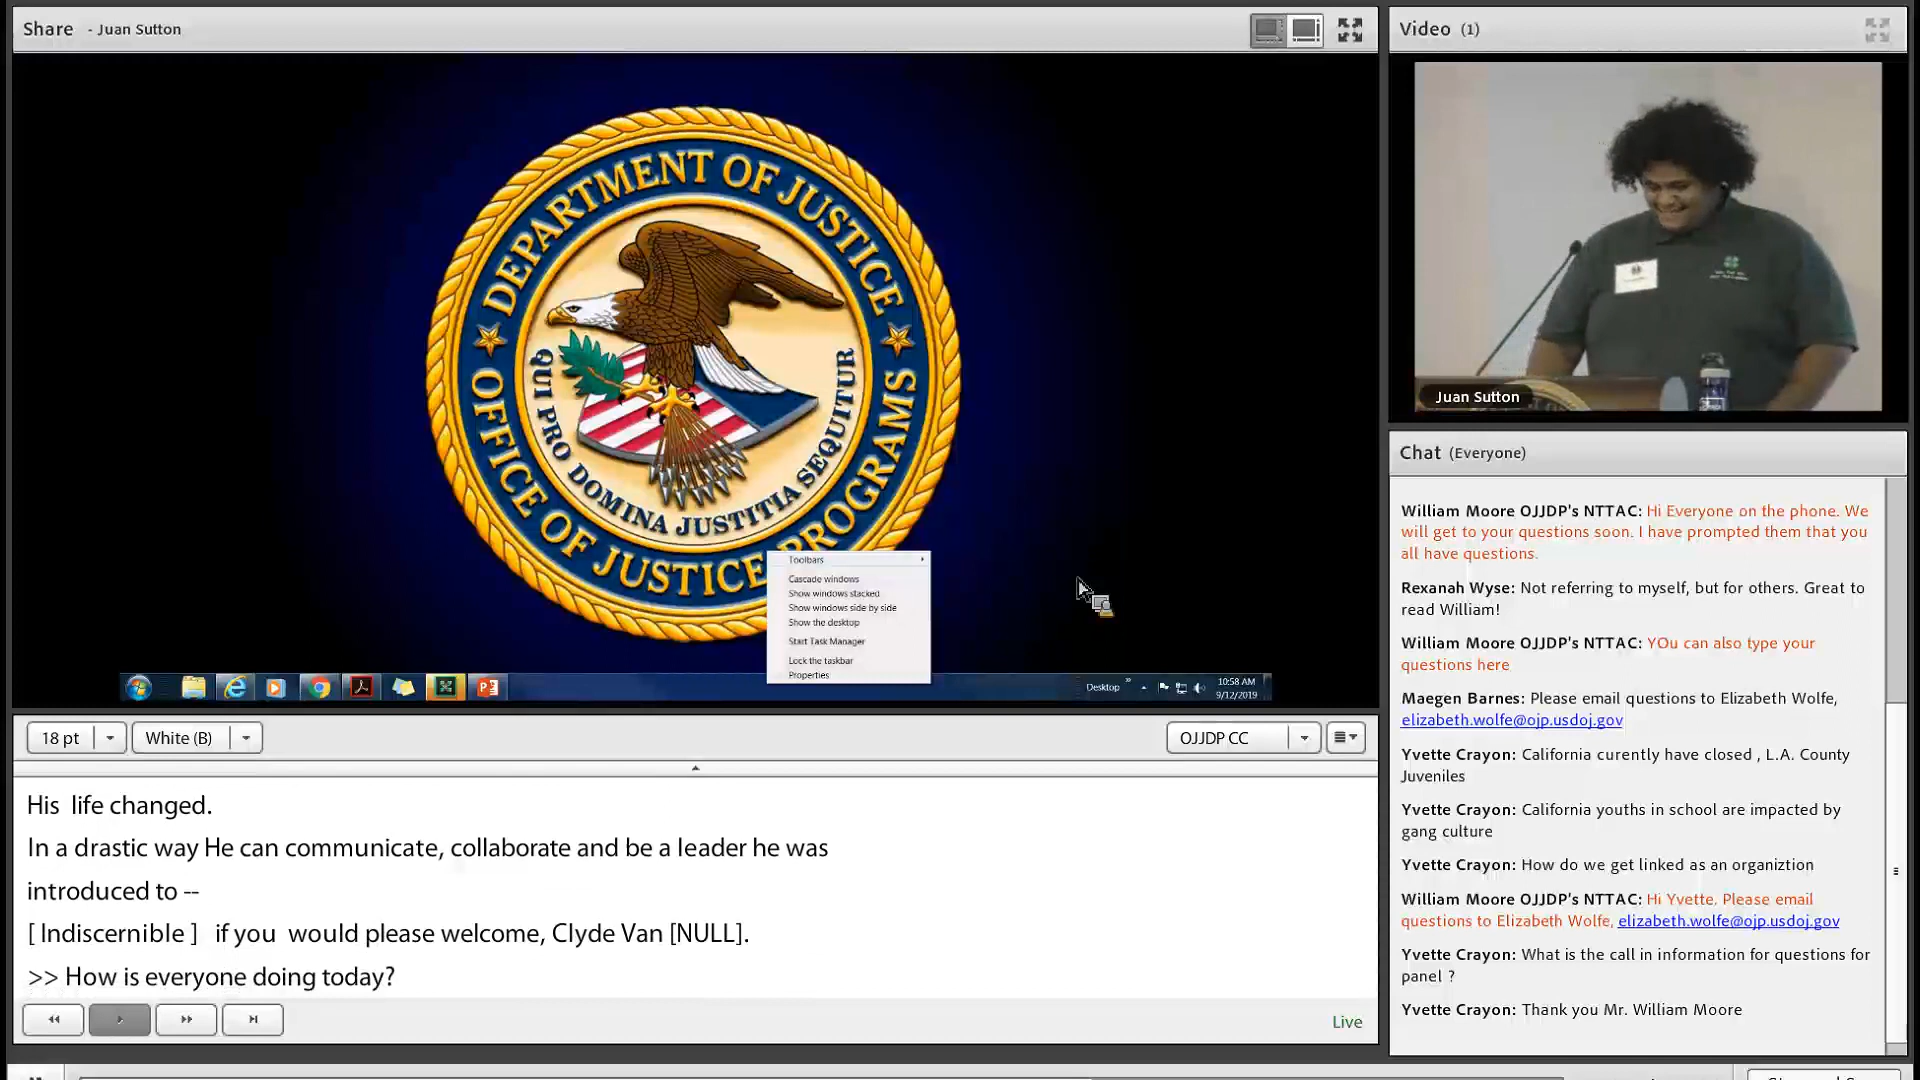 Share - Juan Sutton
DEPARTMENT OF JUSTICE
OFFICE OF JUSTICE PROGRAMS
QUI PRO DOMINA JUSTITIA SEQUITUR
Toolbars
Cascade windows
Show windows stacked
Show windows side by side
Show the desktop
Start Task Manager
Lock the taskbar
Properties
Desktop
10:58 AM
9/12/2019
18 pt
White (B)
OJJDP CC
His life changed.
In a drastic way He can communicate, collaborate and be a leader he was
introduced to --
[ Indiscernible ] if you would please welcome, Clyde Van [NULL].
>> How is everyone doing today?
Live
Video (1)
Juan Sutton
Chat (Everyone)
William Moore OJJDP's NTTAC: Hi Everyone on the phone. We
will get to your questions soon. I have prompted them that you
all have questions.
Rexanah Wyse: Not referring to myself, but for others. Great to
read William!
William Moore OJJDP's NTTAC: YOu can also type your
questions here
Maegen Barnes: Please email questions to Elizabeth Wolfe,
elizabeth.wolfe@ojp.usdoj.gov
Yvette Crayon: California curently have closed , L.A. County
Juveniles
Yvette Crayon: California youths in school are impacted by
gang culture
Yvette Crayon: How do we get linked as an organiztion
William Moore OJJDP's NTTAC: Hi Yvette. Please email
questions to Elizabeth Wolfe, elizabeth.wolfe@ojp.usdoj.gov
Yvette Crayon: What is the call in information for questions for
panel ?
Yvette Crayon: Thank you Mr. William Moore